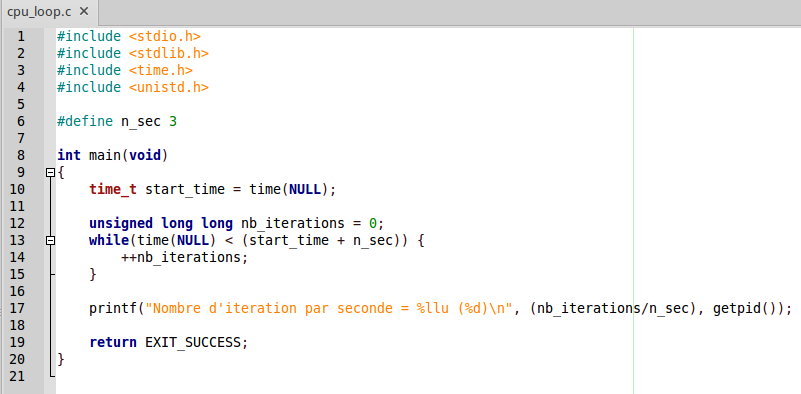 cpu_loop.c ×
1 #include <stdio.h>
2 #include <stdlib.h>
3 #include <time.h>
4 #include <unistd.h>
5
6 #define n_sec 3
7
8 int main(void)
9 {
10     time_t start_time = time(NULL);
11
12     unsigned long long nb_iterations = 0;
13     while(time(NULL) < (start_time + n_sec)) {
14         ++nb_iterations;
15     }
16
17     printf("Nombre d'iteration par seconde = %llu (%d)\n", (nb_iterations/n_sec), getpid());
18
19     return EXIT_SUCCESS;
20 }
21